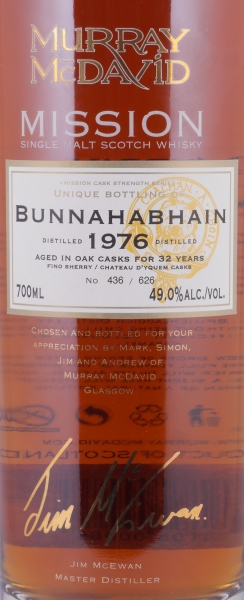 MURRAY
McDAVID
MISSION
SINGLE MALT SCOTCH WHISKY
MISSION CASK STRENGTH SERIES
UNIQUE BOTTLING OF
BUNNAHABHAIN
DISTILLED 1976 DISTILLED
AGED IN OAK CASKS FOR 32 YEARS
FINO SHERRY / CHATEAU D'YQUEM CASKS
No 436 / 626
700ML 49.0%ALC./VOL.
CHOSEN AND BOTTLED FOR YOUR
APPRECIATION BY MARK, SIMON,
JIM AND ANDREW OF
MURRAY McDAVID
GLASGOW
Jim McEwan.
JIM McEWAN
MASTER DISTILLER